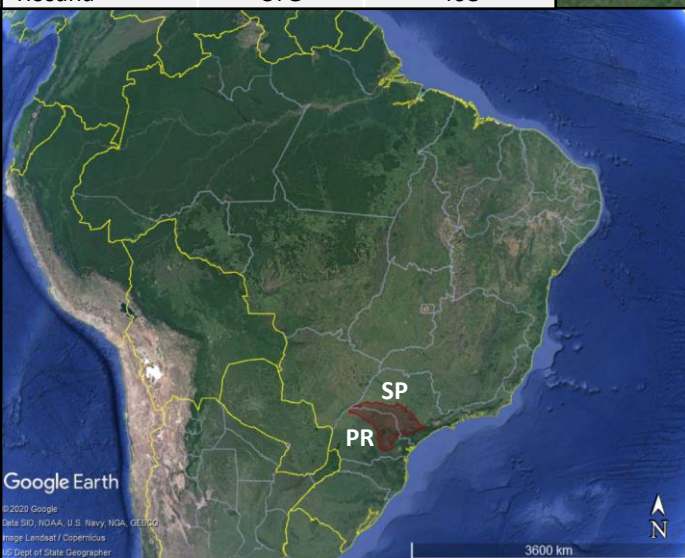 Rosana
SP
PR
Google Earth
©2020 Google
Data SIO, NOAA, U.S. Navy, NGA, GEBCO
Image Landsat / Copernicus
US Dept of State Geographer
3600 km
N